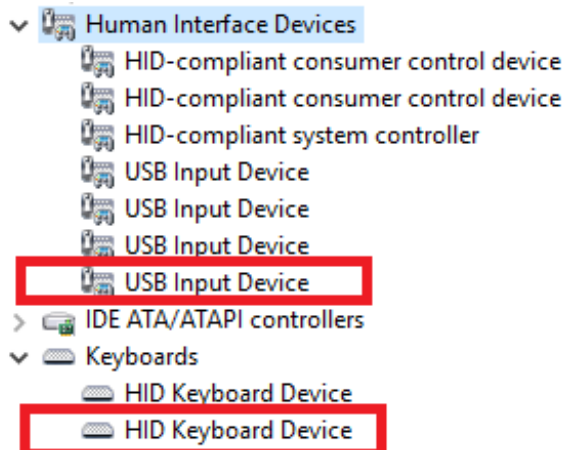 Human Interface Devices
HID-compliant consumer control device
HID-compliant consumer control device
HID-compliant system controller
USB Input Device
USB Input Device
USB Input Device
USB Input Device
IDE ATA/ATAPI controllers
Keyboards
HID Keyboard Device
HID Keyboard Device